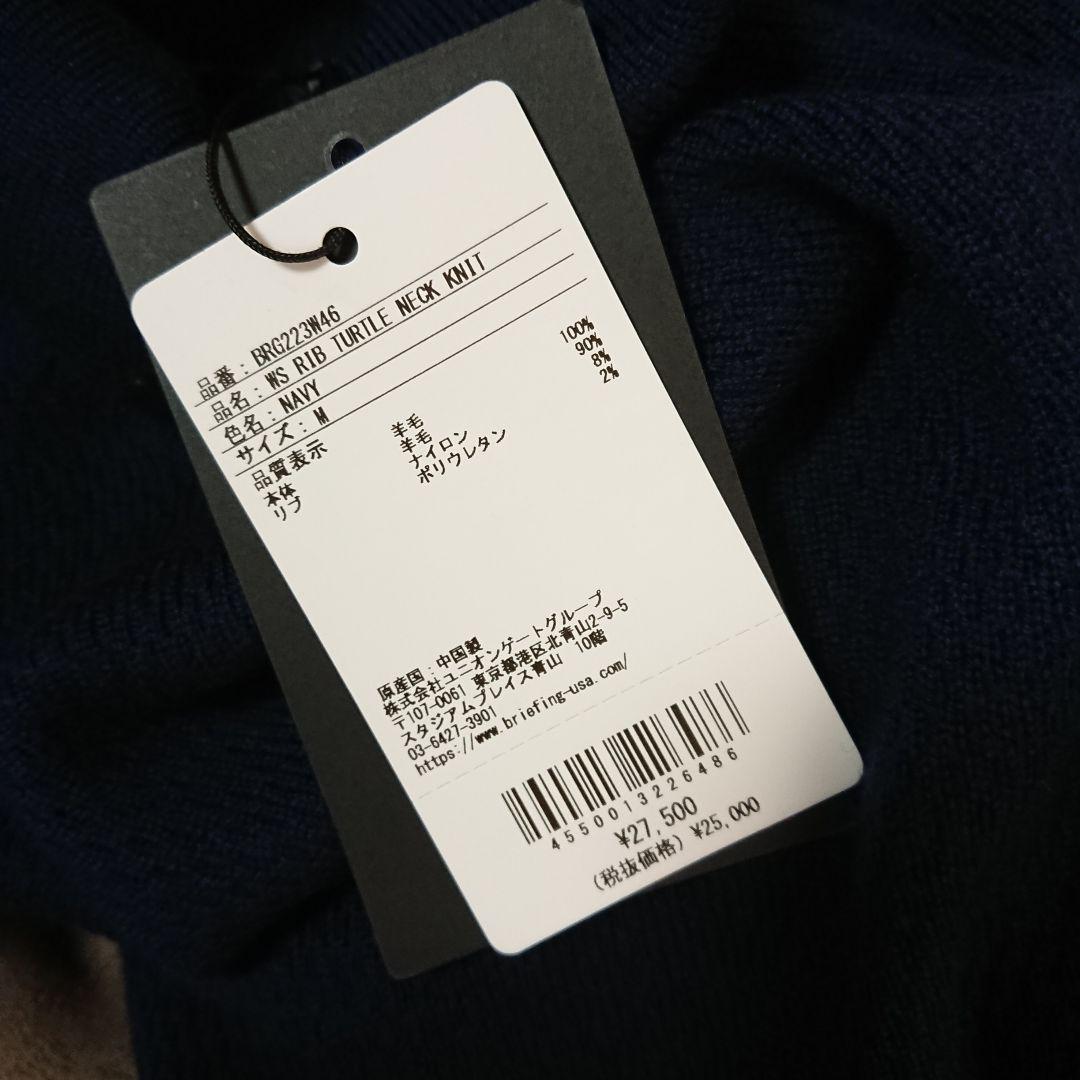 品番：BRG223W46
品名：WS RIB TURTLE NECK KNIT
色名：NAVY
サイズ：M
品質表示
本体 羊毛 100%
リブ 羊毛 90%
ナイロン 8%
ポリウレタン 2%
原産国：中国製
株式会社ユニオンゲートグループ
〒107-0061 東京都港区北青山2-9-5
スタジアムプレイス青山 10階
03-6427-3901
https://www.briefing-usa.com/
4550013226486
¥27,500
(税抜価格) ¥25,000